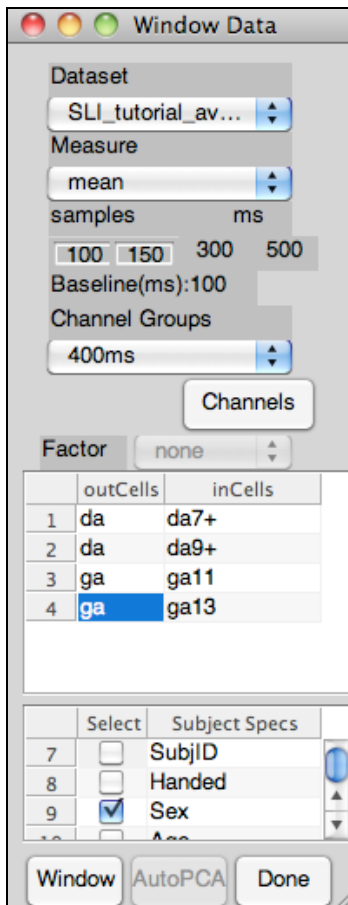 Window Data
Dataset
SLI_tutorial_av...
Measure
mean
samples ms
100 150 300 500
Baseline(ms):100
Channel Groups
400ms
Channels
Factor none
outCells inCells
1 da da7+
2 da da9+
3 ga ga11
4 ga ga13
Select Subject Specs
7 SubjID
8 Handed
9 Sex
10 Age
Window AutoPCA Done